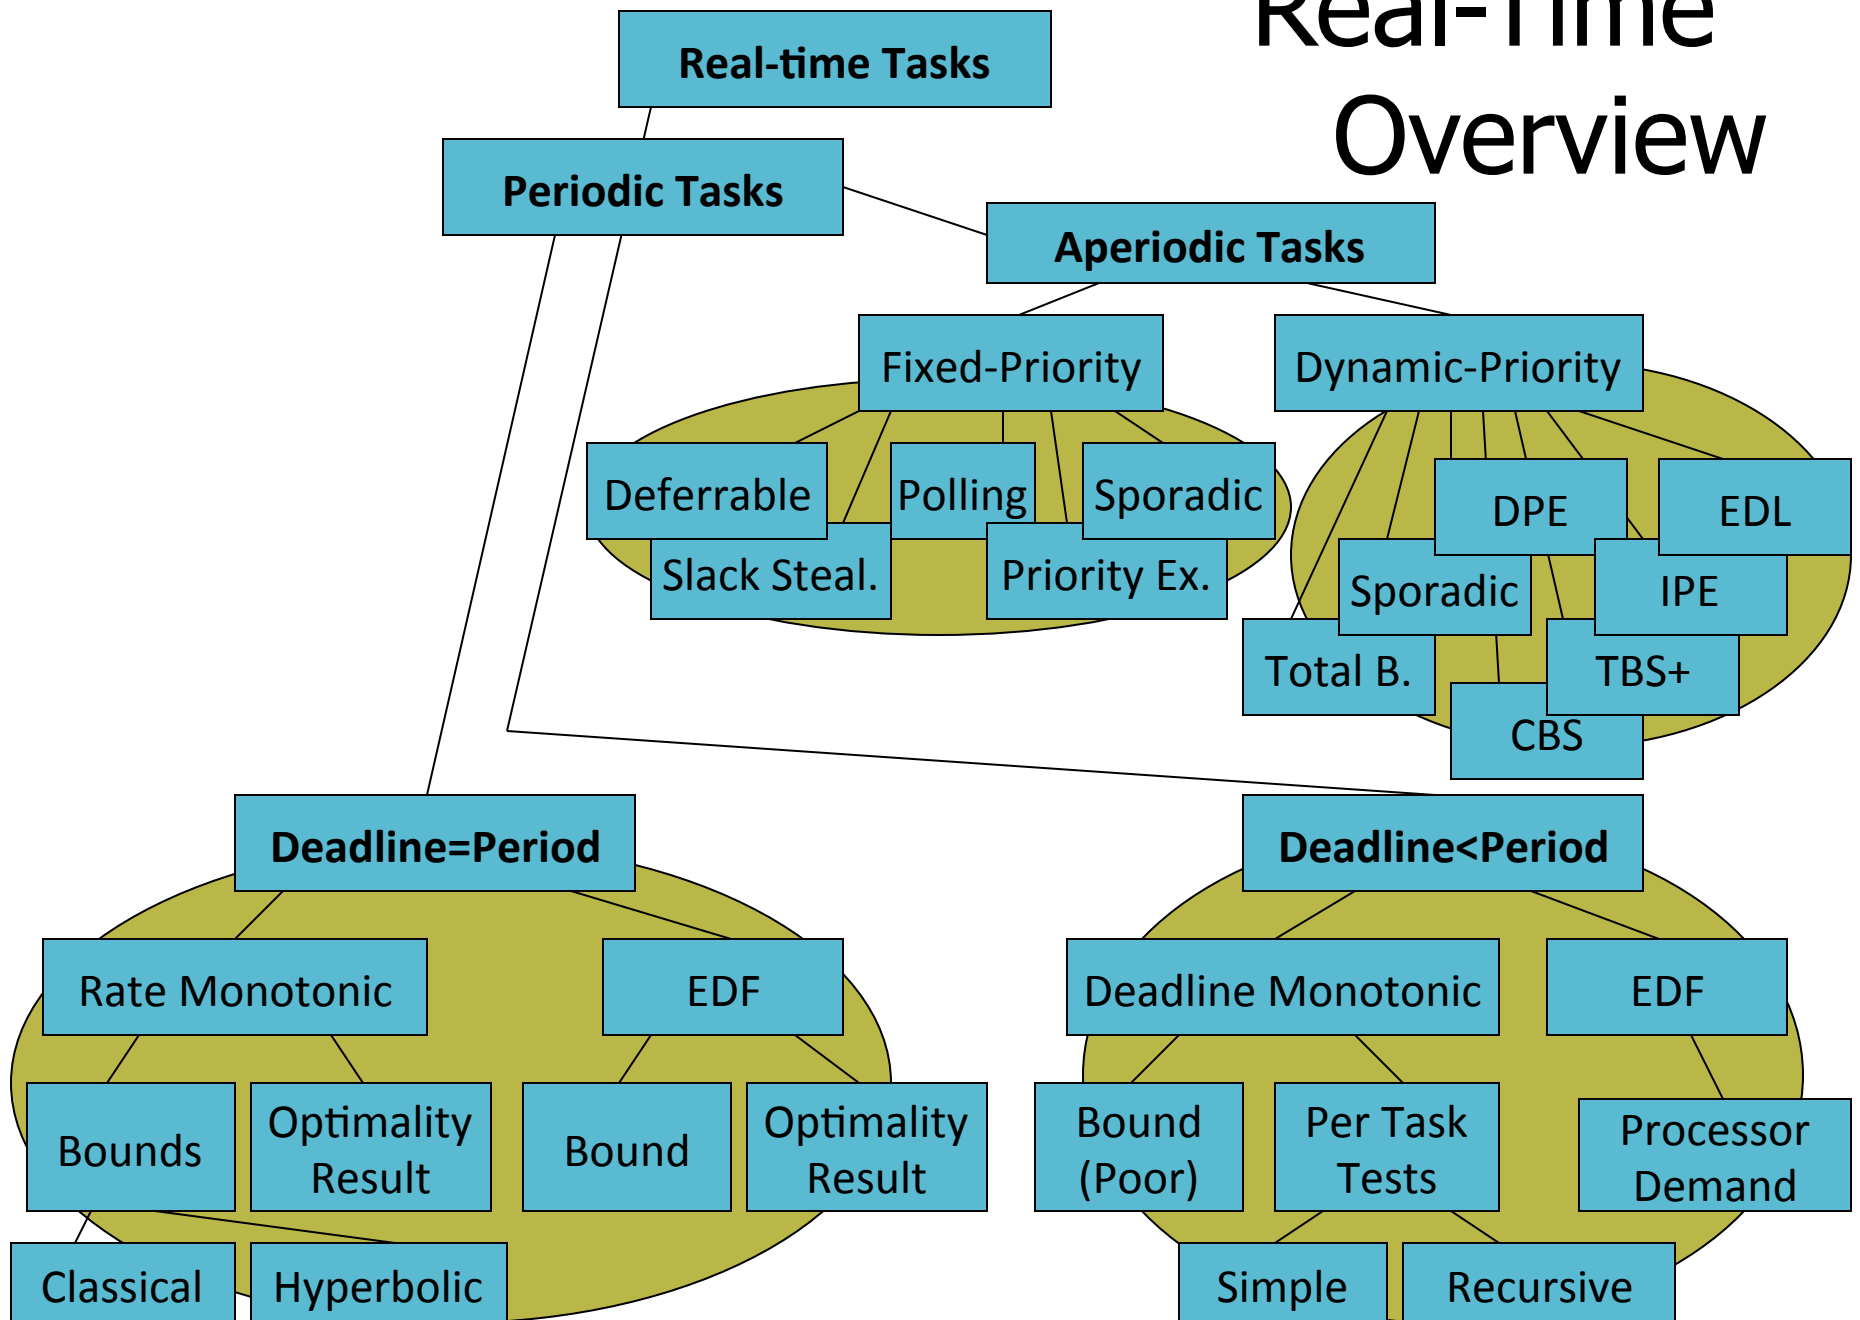 Real-Time
Overview
Real-time Tasks
Periodic Tasks
Aperiodic Tasks
Fixed-Priority
Dynamic-Priority
Deferrable
Polling
Sporadic
Slack Steal.
Priority Ex.
DPE
EDL
Sporadic
IPE
Total B.
TBS+
CBS
Deadline=Period
Deadline<Period
Rate Monotonic
EDF
Deadline Monotonic
EDF
Bounds
Optimality
Result
Bound
Optimality
Result
Bound
(Poor)
Per Task
Tests
Processor
Demand
Classical
Hyperbolic
Simple
Recursive